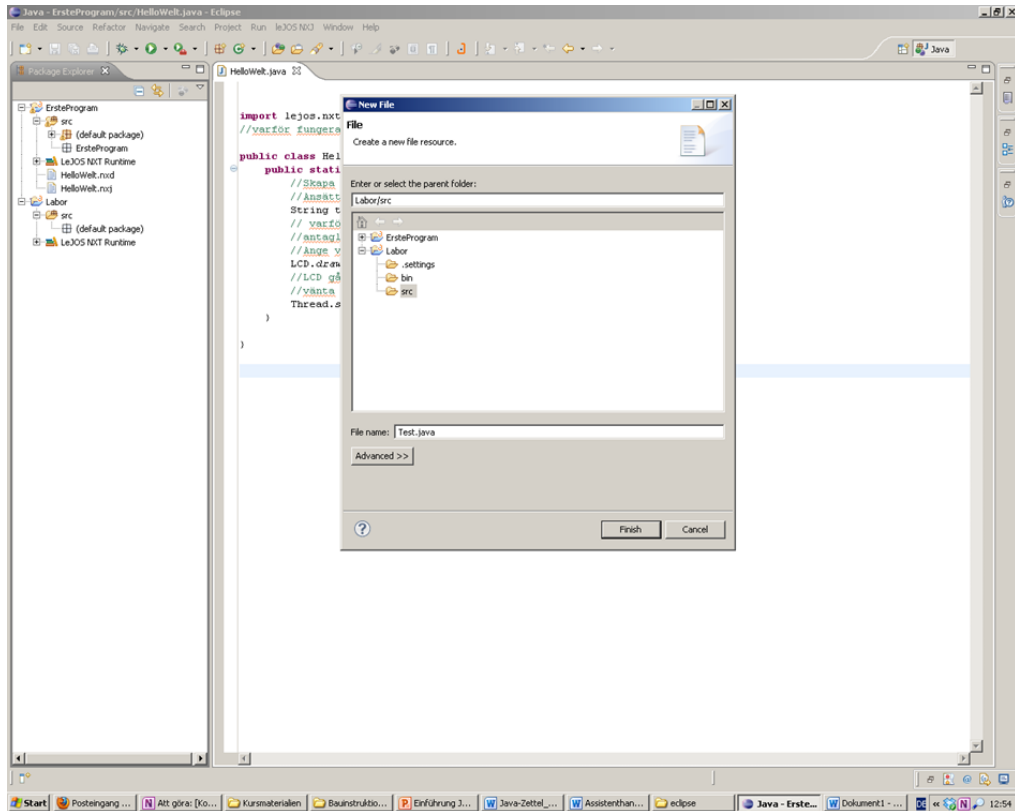 Java - ErsteProgram/src/HelloWelt.java - Eclipse
File Edit Source Refactor Navigate Search Project Run leJOS NXJ Window Help
Java
Package Explorer
HelloWelt.java
ErsteProgram
src
(default package)
ErsteProgram
LeJOS NXT Runtime
HelloWelt.nxd
HelloWelt.nxj
Labor
src
(default package)
LeJOS NXT Runtime
import lejos.nxt
//varför fungera
public class Hel
public stati
//Skapa
//Ansätt
String t
// varfö
//antagl
//Ange v
LCD.draw
//LCD gå
//vänta
Thread.s
}
}
New File
File
Create a new file resource.
Enter or select the parent folder:
Labor/src
ErsteProgram
Labor
.settings
bin
src
File name: Test.java
Advanced >>
Finish Cancel
Start Posteingang ... Att göra: [Ko... Kursmaterialen Bauinstruktio... Einführung J... Java-Zettel_... Assistenthan... eclipse Java - Erste... Dokument1 - ... DE 12:54